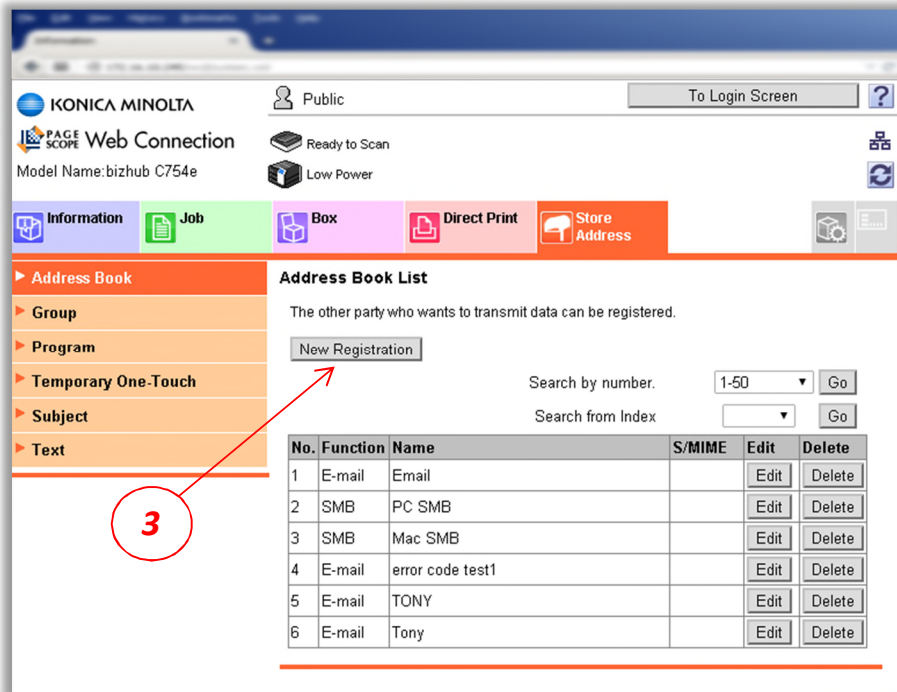 Information
KONICA MINOLTA
Public
To Login Screen
?
PAGE SCOPE Web Connection
Ready to Scan
Model Name:bizhub C754e
Low Power
Information
Job
Box
Direct Print
Store
Address
Address Book
Group
Program
Temporary One-Touch
Subject
Text
3
Address Book List
The other party who wants to transmit data can be registered.
New Registration
Search by number. 1-50 Go
Search from Index Go
No. Function Name S/MIME Edit Delete
1 E-mail Email Edit Delete
2 SMB PC SMB Edit Delete
3 SMB Mac SMB Edit Delete
4 E-mail error code test1 Edit Delete
5 E-mail TONY Edit Delete
6 E-mail Tony Edit Delete